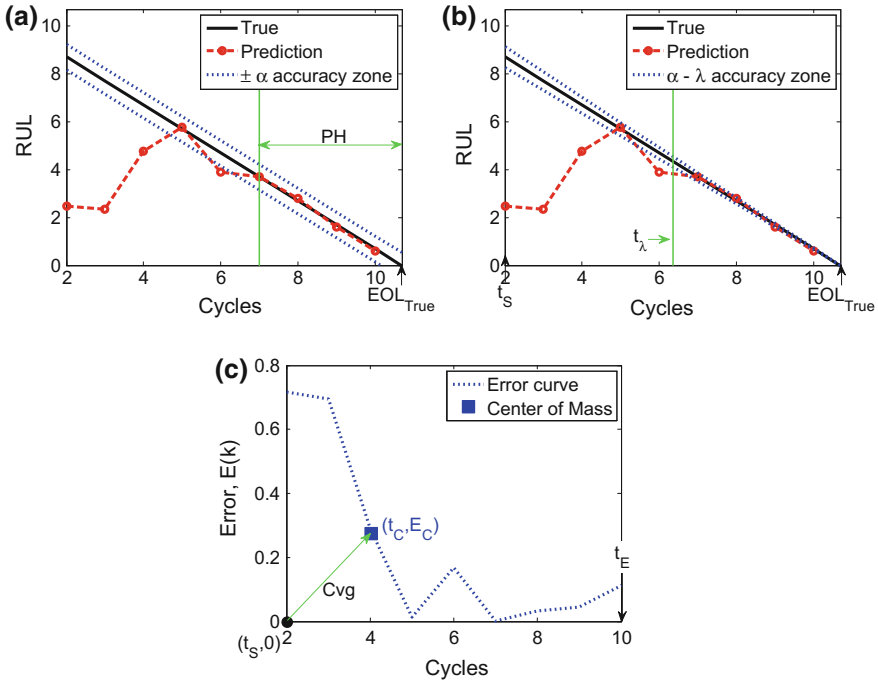 (a)
10
8
6
4
2
0
RUL
True
Prediction
± α accuracy zone
PH
2
4
6
8
10
Cycles
EOL_True
(b)
10
8
6
4
2
0
RUL
True
Prediction
α - λ accuracy zone
t_λ
2
4
6
8
10
t_S
Cycles
EOL_True
(c)
0.8
0.6
0.4
0.2
0
Error, E(k)
Error curve
Center of Mass
(t_C,E_C)
Cvg
t_E
(t_S,0)
2
4
6
8
10
Cycles